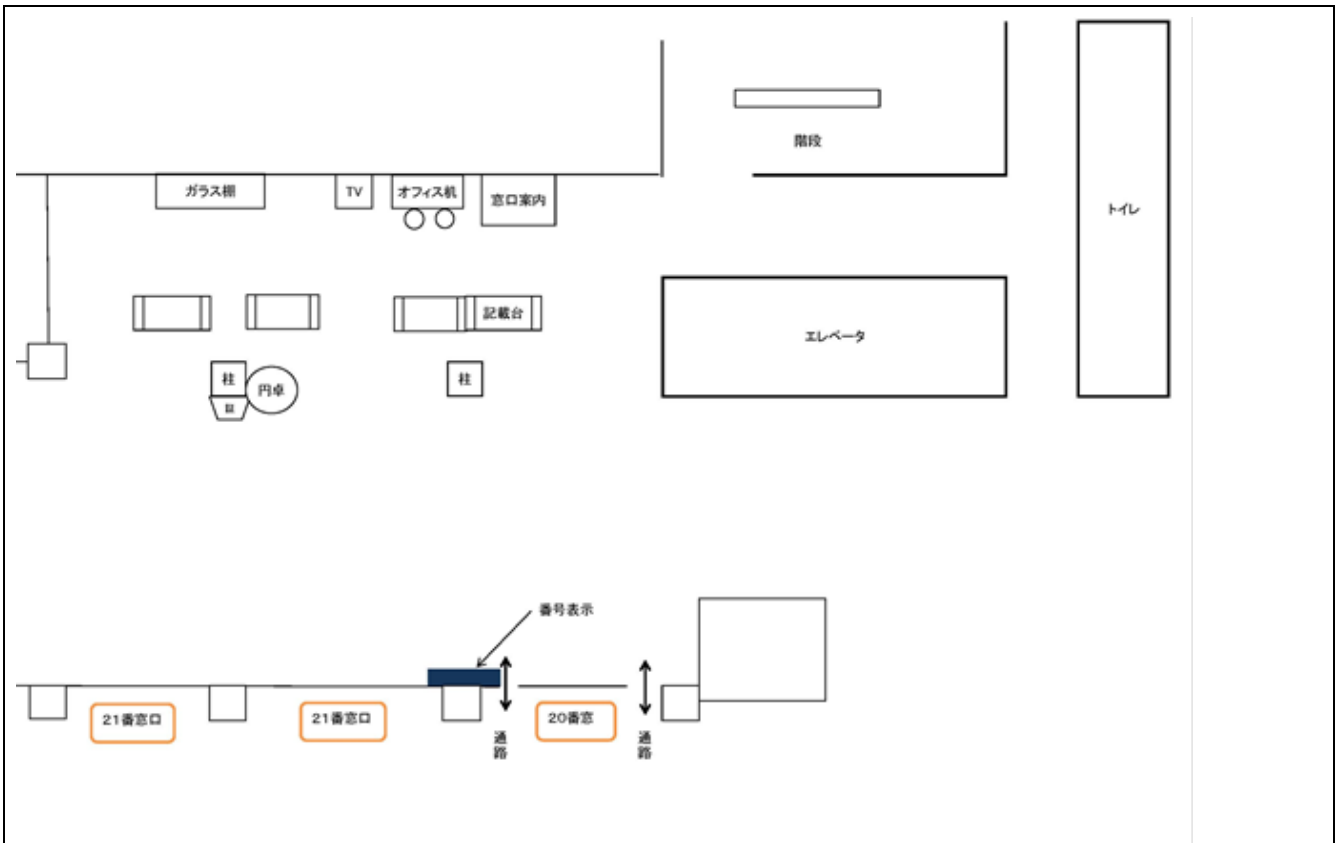 階段
ガラス棚
TV
オフィス机
窓口案内
トイレ
記載台
エレベータ
柱
円卓
柱
番号表示
21番窓口
21番窓口
20番窓
通路
通路